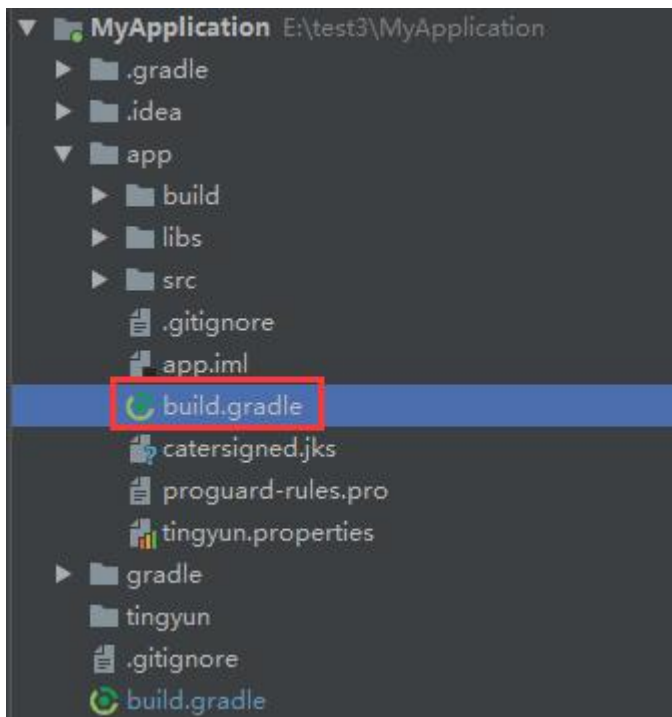 MyApplication E:\test3\MyApplication
.gradle
.idea
app
build
libs
src
.gitignore
app.iml
build.gradle
catersigned.jks
proguard-rules.pro
tingyun.properties
gradle
tingyun
.gitignore
build.gradle